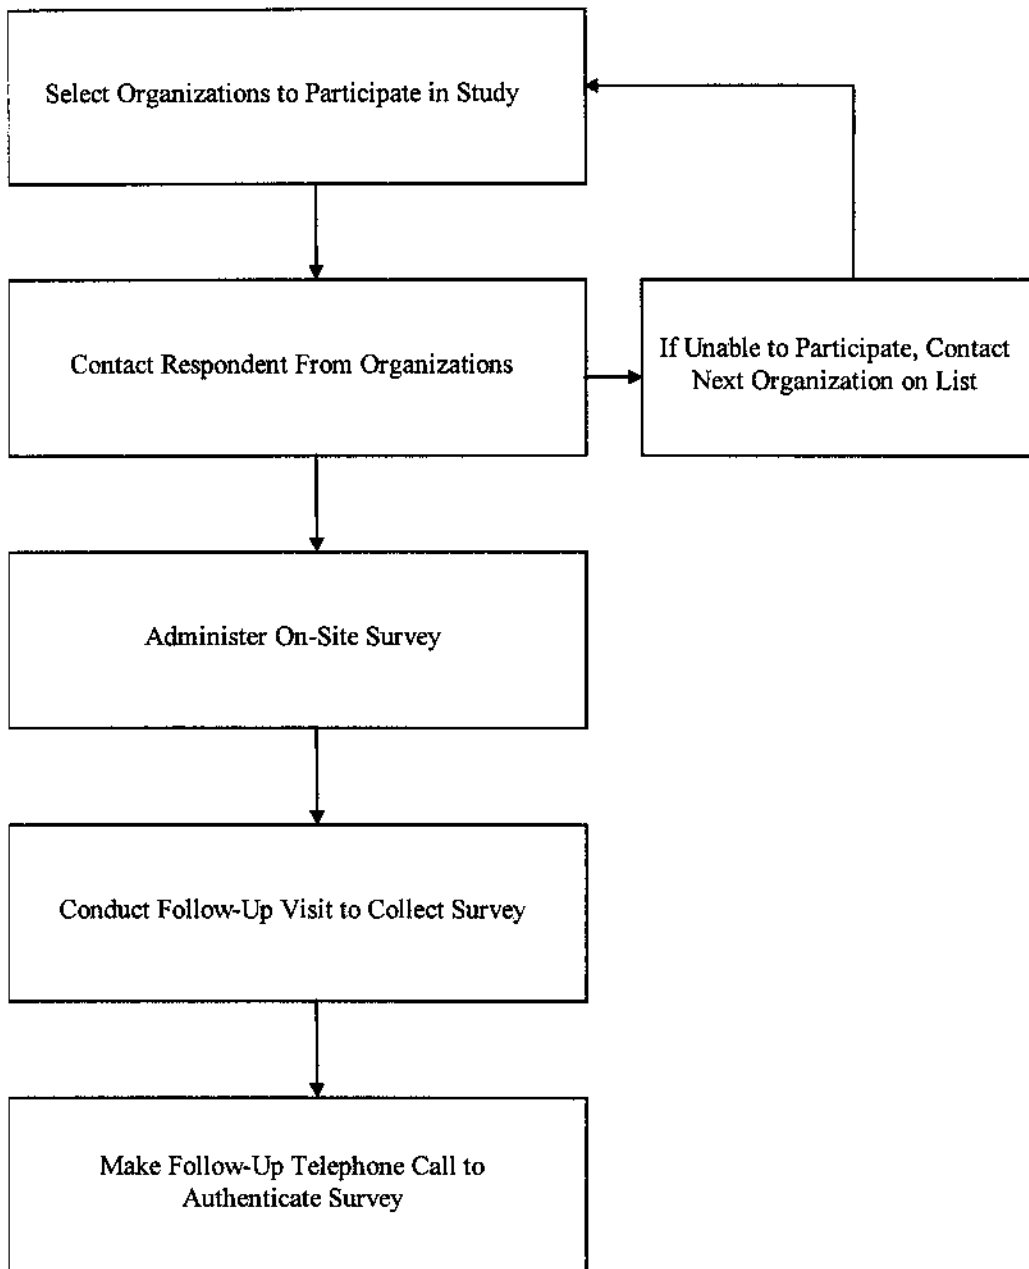 Select Organizations to Participate in Study
Contact Respondent From Organizations
If Unable to Participate, Contact
Next Organization on List
Administer On-Site Survey
Conduct Follow-Up Visit to Collect Survey
Make Follow-Up Telephone Call to
Authenticate Survey